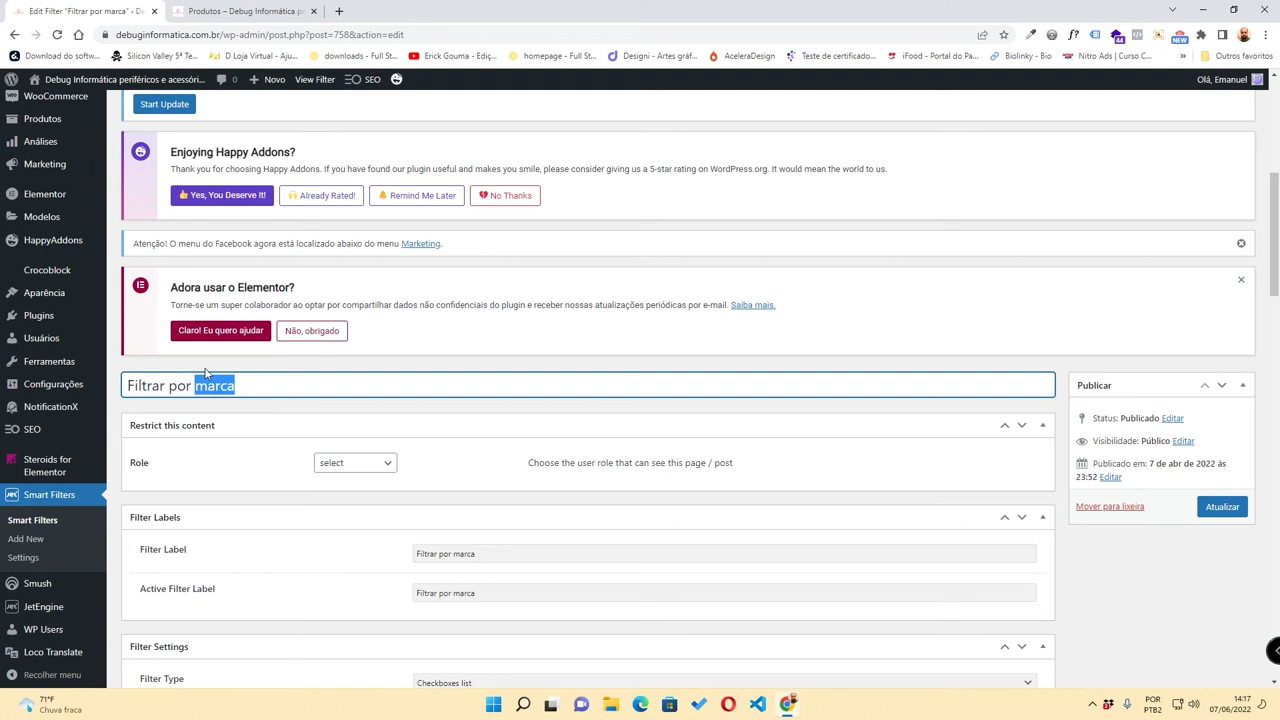 Edit Filter "Filtrar por marca" ‹ De
Produtos – Debug Informática pe
debuginformatica.com.br/wp-admin/post.php?post=758&action=edit
Download do softw...
Silicon Valley 5ª Te...
D Loja Virtual - Aju...
downloads - Full St...
homepage - Full St...
Erick Gouma - Ediç...
Designi - Artes gráf...
AceleraDesign
Teste de certificado...
iFood - Portal do Pa...
Biolinky - Bio
Nitro Ads | Curso C...
Outros favoritos
Debug Informática periféricos e acessóri...
0
Novo
View Filter
SEO
Olá, Emanuel
WooCommerce
Produtos
Análises
Marketing
Elementor
Modelos
HappyAddons
Crocoblock
Aparência
Plugins
Usuários
Ferramentas
Configurações
NotificationX
SEO
Steroids for
Elementor
Smart Filters
Smart Filters
Add New
Settings
Smush
JetEngine
WP Users
Loco Translate
Recolher menu
Start Update
Enjoying Happy Addons?
Thank you for choosing Happy Addons. If you have found our plugin useful and makes you smile, please consider giving us a 5-star rating on WordPress.org. It would mean the world to us.
Yes, You Deserve It!
Already Rated!
Remind Me Later
No Thanks
Atenção! O menu do Facebook agora está localizado abaixo do menu Marketing.
Adora usar o Elementor?
Torne-se um super colaborador ao optar por compartilhar dados não confidenciais do plugin e receber nossas atualizações periódicas por e-mail. Saiba mais.
Claro! Eu quero ajudar
Não, obrigado
Filtrar por marca
Restrict this content
Role
select
Choose the user role that can see this page / post
Filter Labels
Filter Label
Filtrar por marca
Active Filter Label
Filtrar por marca
Filter Settings
Filter Type
Checkboxes list
Publicar
Status: Publicado Editar
Visibilidade: Público Editar
Publicado em: 7 de abr de 2022 às
23:52 Editar
Mover para lixeira
Atualizar
71°F
Chuva fraca
POR
PTB2
14:17
07/06/2022